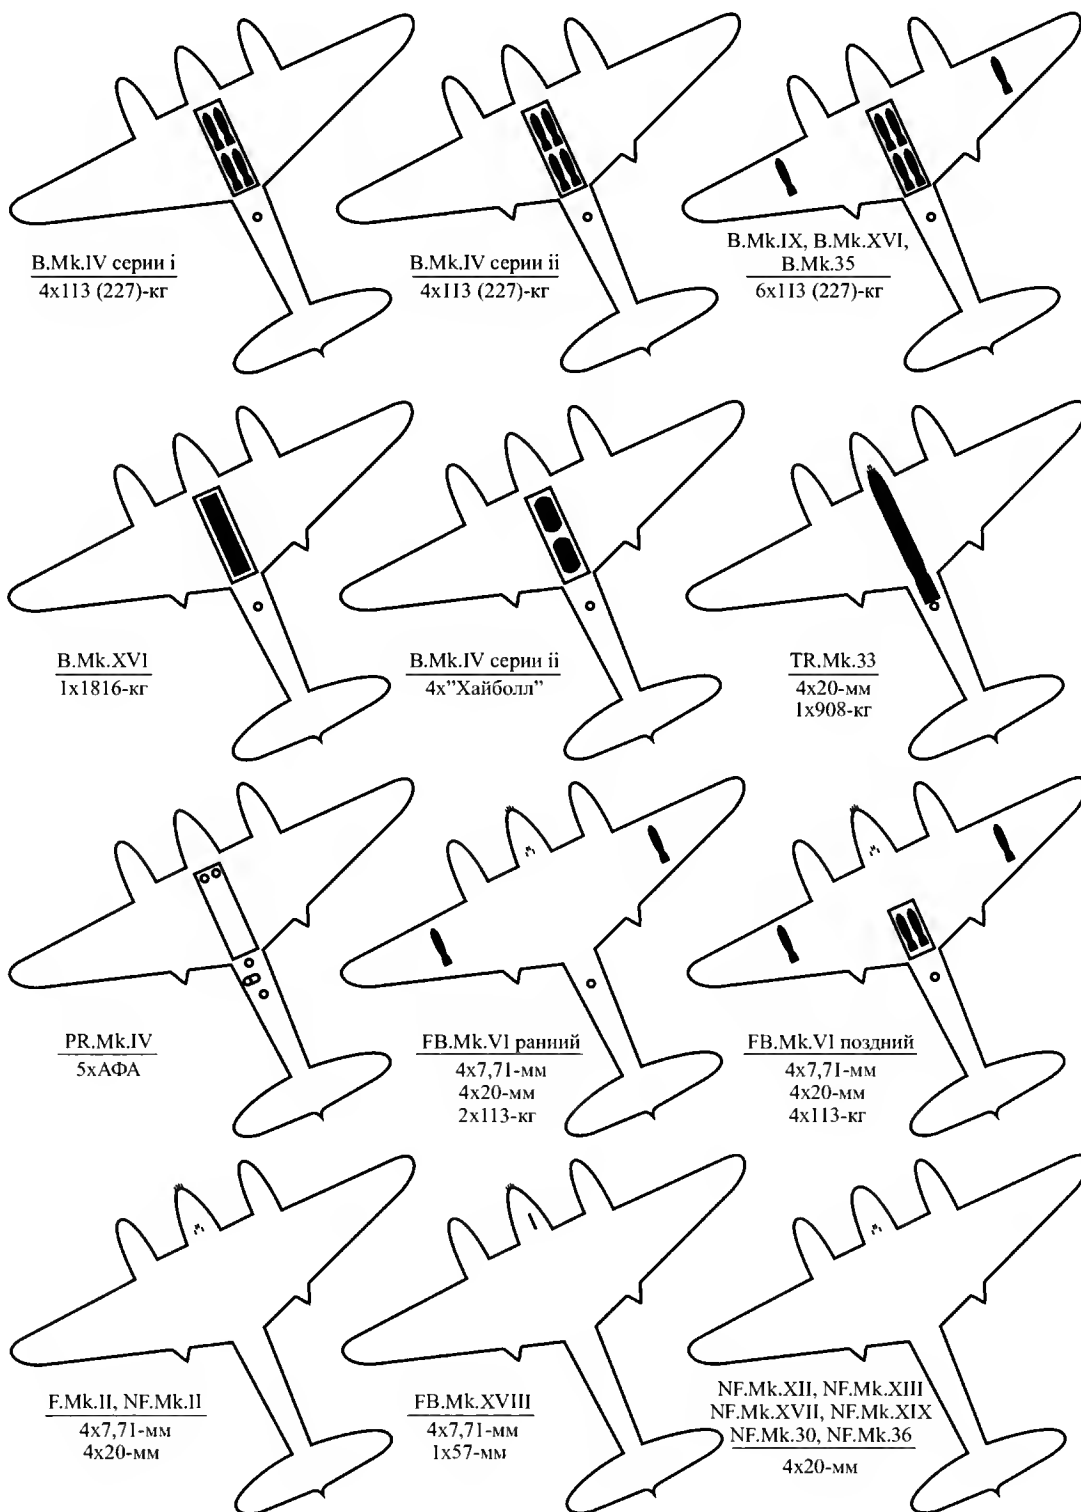 B.Mk.IV серии i
4x113 (227)-кг
B.Mk.IV серии ii
4x113 (227)-кг
B.Mk.IX, B.Mk.XVI,
B.Mk.35
6x113 (227)-кг
B.Mk.XVI
1x1816-кг
B.Mk.IV серии ii
4x"Хайболл"
TR.Mk.33
4x20-мм
1x908-кг
PR.Mk.IV
5xАФА
FB.Mk.VI ранний
4x7,71-мм
4x20-мм
2x113-кг
FB.Mk.VI поздний
4x7,71-мм
4x20-мм
4x113-кг
F.Mk.II, NF.Mk.II
4x7,71-мм
4x20-мм
FB.Mk.XVIII
4x7,71-мм
1x57-мм
NF.Mk.XII, NF.Mk.XIII
NF.Mk.XVII, NF.Mk.XIX
NF.Mk.30, NF.Mk.36
4x20-мм